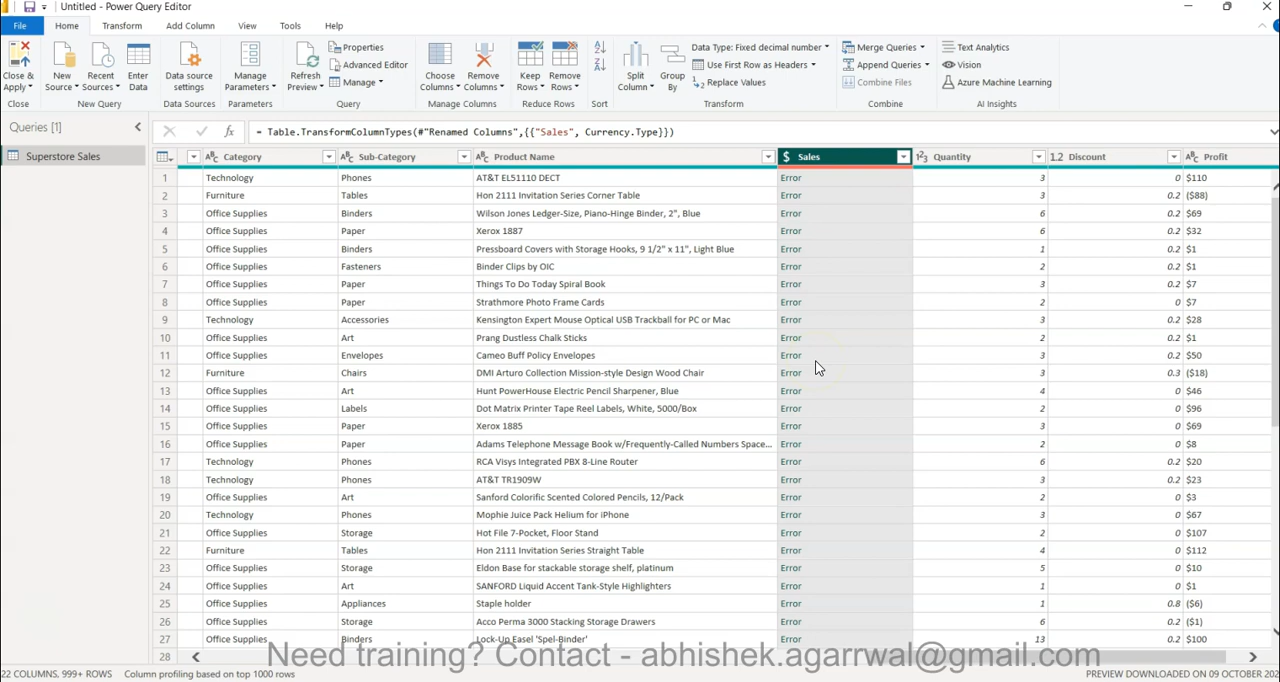 Untitled - Power Query Editor
File Home Transform Add Column View Tools Help
Close & Apply New Source Recent Sources Enter Data Data source settings Manage Parameters Refresh Preview Properties Advanced Editor Manage Choose Columns Remove Columns Keep Rows Remove Rows Split Column Group By Data Type: Fixed decimal number Use First Row as Headers Replace Values Merge Queries Append Queries Combine Files Text Analytics Vision Azure Machine Learning
Close New Query Data Sources Parameters Query Manage Columns Reduce Rows Sort Transform Combine AI Insights
Queries [1] = Table.TransformColumnTypes(#"Renamed Columns",{{"Sales", Currency.Type}})
Superstore Sales
Category Sub-Category Product Name $ Sales 123 Quantity 1.2 Discount Profit
1 Technology Phones AT&T EL51110 DECT Error 3 0 $110
2 Furniture Tables Hon 2111 Invitation Series Corner Table Error 3 0.2 ($88)
3 Office Supplies Binders Wilson Jones Ledger-Size, Piano-Hinge Binder, 2", Blue Error 6 0.2 $69
4 Office Supplies Paper Xerox 1887 Error 6 0.2 $32
5 Office Supplies Binders Pressboard Covers with Storage Hooks, 9 1/2" x 11", Light Blue Error 1 0.2 $1
6 Office Supplies Fasteners Binder Clips by OIC Error 2 0.2 $1
7 Office Supplies Paper Things To Do Today Spiral Book Error 3 0.2 $7
8 Office Supplies Paper Strathmore Photo Frame Cards Error 2 0 $7
9 Technology Accessories Kensington Expert Mouse Optical USB Trackball for PC or Mac Error 3 0.2 $28
10 Office Supplies Art Prang Dustless Chalk Sticks Error 2 0.2 $1
11 Office Supplies Envelopes Cameo Buff Policy Envelopes Error 3 0.2 $50
12 Furniture Chairs DMI Arturo Collection Mission-style Design Wood Chair Error 3 0.3 ($18)
13 Office Supplies Art Hunt PowerHouse Electric Pencil Sharpener, Blue Error 4 0 $46
14 Office Supplies Labels Dot Matrix Printer Tape Reel Labels, White, 5000/Box Error 2 0 $96
15 Office Supplies Paper Xerox 1885 Error 3 0 $69
16 Office Supplies Paper Adams Telephone Message Book w/Frequently-Called Numbers Space... Error 2 0 $8
17 Technology Phones RCA Visys Integrated PBX 8-Line Router Error 6 0.2 $20
18 Technology Phones AT&T TR1909W Error 3 0.2 $23
19 Office Supplies Art Sanford Colorific Scented Colored Pencils, 12/Pack Error 2 0 $3
20 Technology Phones Mophie Juice Pack Helium for iPhone Error 3 0 $67
21 Office Supplies Storage Hot File 7-Pocket, Floor Stand Error 2 0 $107
22 Furniture Tables Hon 2111 Invitation Series Straight Table Error 4 0 $112
23 Office Supplies Storage Eldon Base for stackable storage shelf, platinum Error 5 0 $10
24 Office Supplies Art SANFORD Liquid Accent Tank-Style Highlighters Error 1 0 $1
25 Office Supplies Appliances Staple holder Error 1 0.8 ($6)
26 Office Supplies Storage Acco Perma 3000 Stacking Storage Drawers Error 6 0.2 ($1)
27 Office Supplies Binders Lock-Up Easel 'Spel-Binder' Error 13 0.2 $100
28
Need training? Contact - abhishek.agarrwal@gmail.com
22 COLUMNS, 999+ ROWS Column profiling based on top 1000 rows PREVIEW DOWNLOADED ON 09 OCTOBER